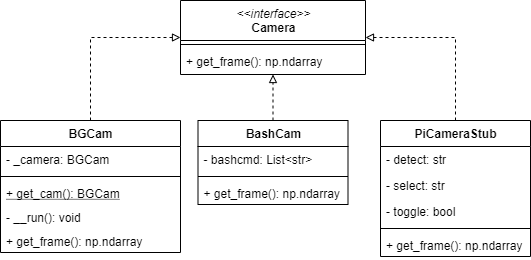 <<interface>>
Camera
+ get_frame(): np.ndarray
BGCam
- _camera: BGCam
+ get_cam(): BGCam
- __run(): void
+ get_frame(): np.ndarray
BashCam
- bashcmd: List<str>
+ get_frame(): np.ndarray
PiCameraStub
- detect: str
- select: str
- toggle: bool
+ get_frame(): np.ndarray